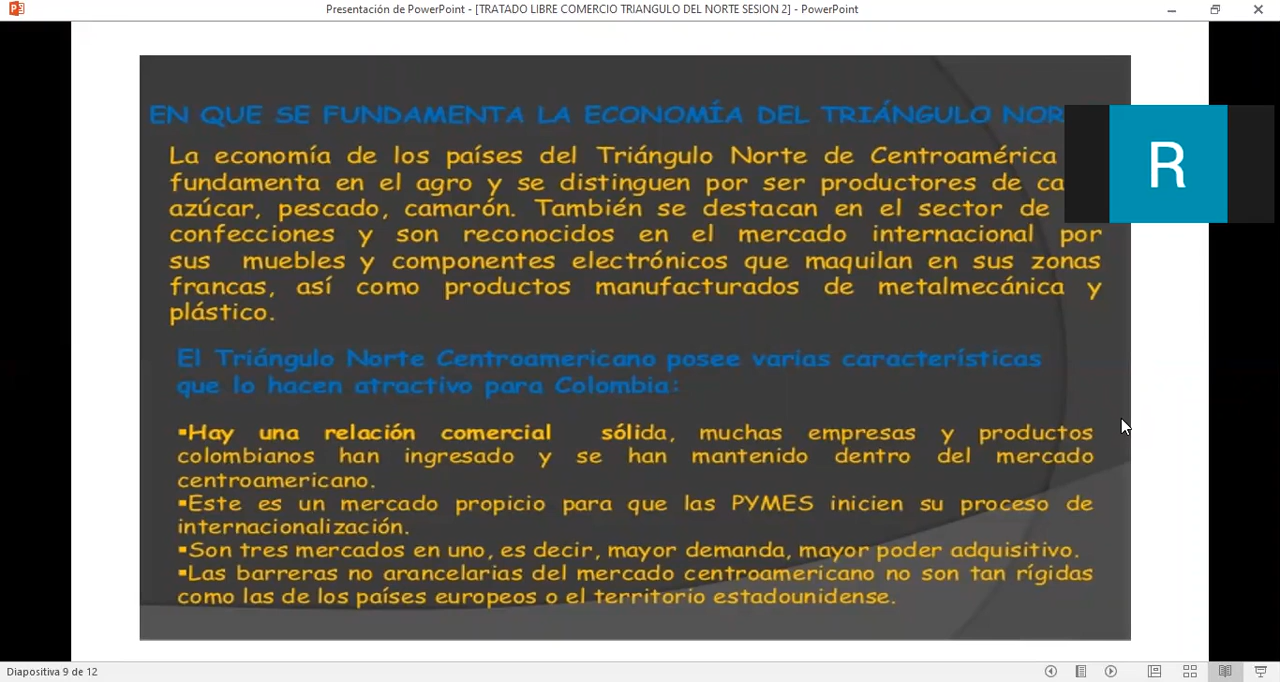 Presentación de PowerPoint - [TRATADO LIBRE COMERCIO TRIANGULO DEL NORTE SESION 2] - PowerPoint
EN QUE SE FUNDAMENTA LA ECONOMÍA DEL TRIÁNGULO
La economía de los países del Triángulo Norte de Centroamérica
fundamenta en el agro y se distinguen por ser productores de
azúcar, pescado, camarón. También se destacan en el sector de
confecciones y son reconocidos en el mercado internacional por
sus muebles y componentes electrónicos que maquilan en sus zonas
francas, así como productos manufacturados de metalmecánica y
plástico.
R
El Triángulo Norte Centroamericano posee varias características
que lo hacen atractivo para Colombia:
▪Hay una relación comercial sólida, muchas empresas y productos
colombianos han ingresado y se han mantenido dentro del mercado
centroamericano.
▪Este es un mercado propicio para que las PYMES inicien su proceso de
internacionalización.
▪Son tres mercados en uno, es decir, mayor demanda, mayor poder adquisitivo.
▪Las barreras no arancelarias del mercado centroamericano no son tan rígidas
como las de los países europeos o el territorio estadounidense.
Diapositiva 9 de 12